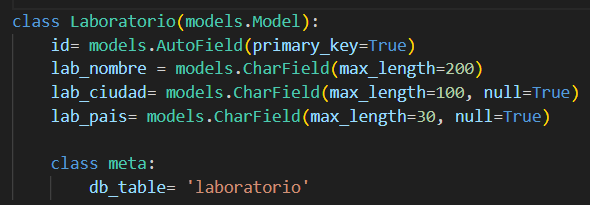 class Laboratorio(models.Model):
    id= models.AutoField(primary_key=True)
    lab_nombre = models.CharField(max_length=200)
    lab_ciudad= models.CharField(max_length=100, null=True)
    lab_pais= models.CharField(max_length=30, null=True)
    class meta:
        db_table= 'laboratorio'